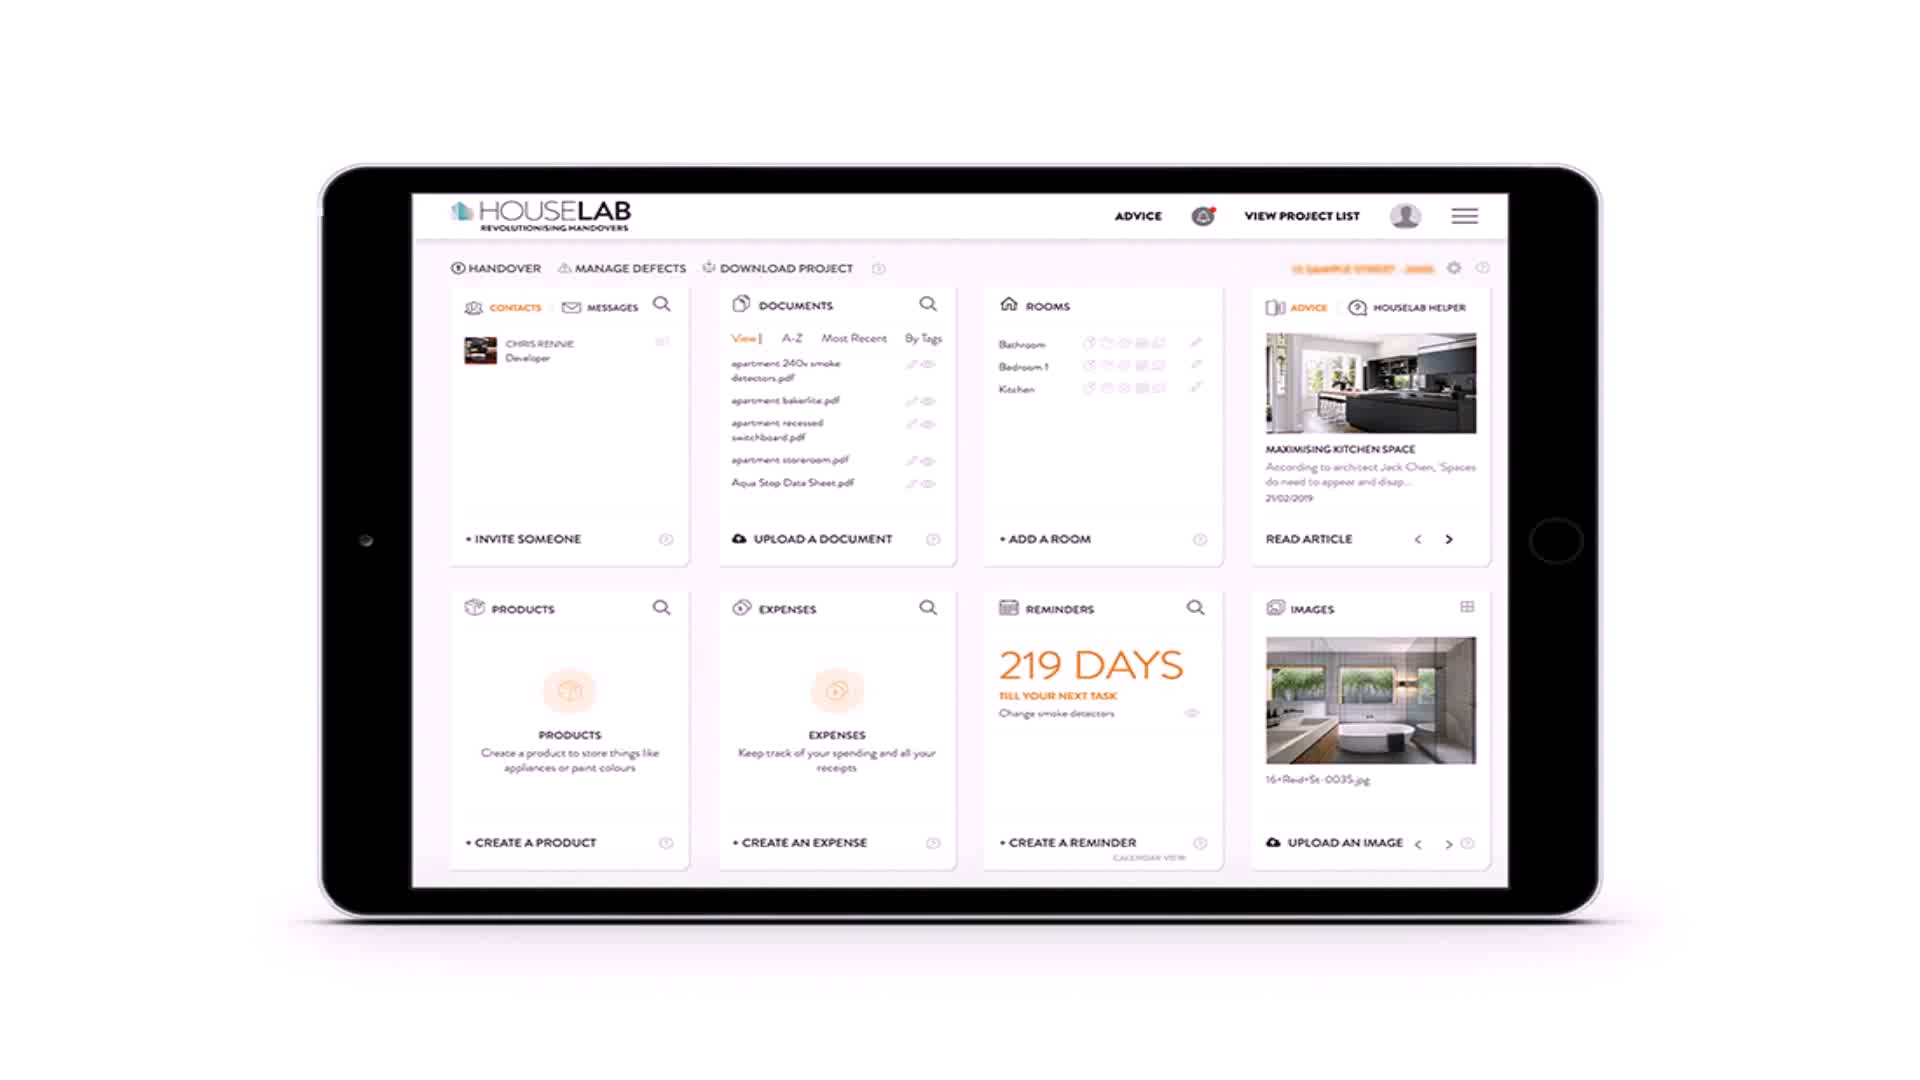 HOUSELAB
REVOLUTIONISING HANDOVERS
ADVICE
VIEW PROJECT LIST
HANDOVER
MANAGE DEFECTS
DOWNLOAD PROJECT
12 SAMPLE STREET
CONTACTS
MESSAGES
CHRIS RENNIE
Developer
+ INVITE SOMEONE
DOCUMENTS
View |
A-Z
Most Recent
By Tags
apartment 240v smoke
detectors.pdf
apartment bakerlite.pdf
apartment recessed
switchboard.pdf
apartment storeroom.pdf
Aqua Stop Data Sheet.pdf
UPLOAD A DOCUMENT
ROOMS
Bathroom
Bedroom 1
Kitchen
+ ADD A ROOM
ADVICE
HOUSELAB HELPER
MAXIMISING KITCHEN SPACE
According to architect Jack Chen, 'Spaces
do need to appear and disap...
21/02/2019
READ ARTICLE
PRODUCTS
PRODUCTS
Create a product to store things like
appliances or paint colours
+ CREATE A PRODUCT
EXPENSES
EXPENSES
Keep track of your spending and all your
receipts
+ CREATE AN EXPENSE
REMINDERS
219 DAYS
TILL YOUR NEXT TASK
Change smoke detectors
+ CREATE A REMINDER
CALENDAR VIEW
IMAGES
16+Reid+St-0035.jpg
UPLOAD AN IMAGE